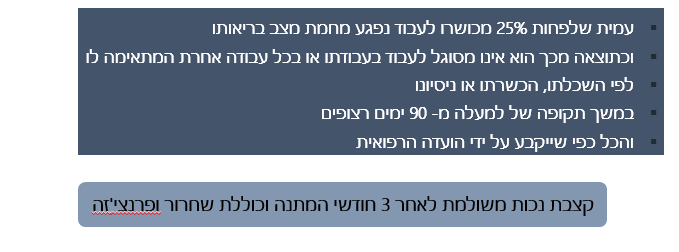 עמית שלפחות 25% מכושרו לעבוד נפגע מחמת מצב בריאותו
וכתוצאה מכך הוא אינו מסוגל לעבוד בעבודתו או בכל עבודה אחרת המתאימה לו
לפי השכלתו, הכשרתו או ניסיונו
במשך תקופה של למעלה מ- 90 ימים רצופים
והכל כפי שייקבע על ידי הועדה הרפואית
קצבת נכות משולמת לאחר 3 חודשי המתנה וכוללת שחרור ופרנצ'יזה